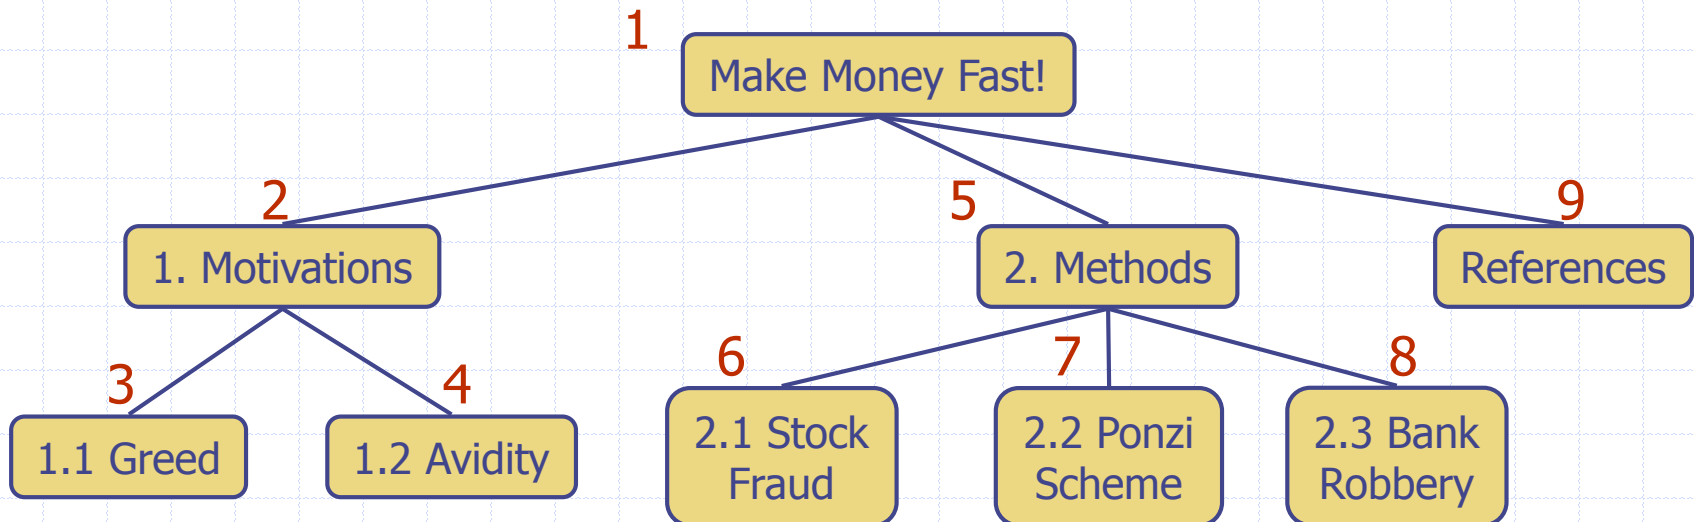 1
Make Money Fast!
2
5
9
1. Motivations
2. Methods
References
3
4
6
7
8
1.1 Greed
1.2 Avidity
2.1 Stock
Fraud
2.2 Ponzi
Scheme
2.3 Bank
Robbery